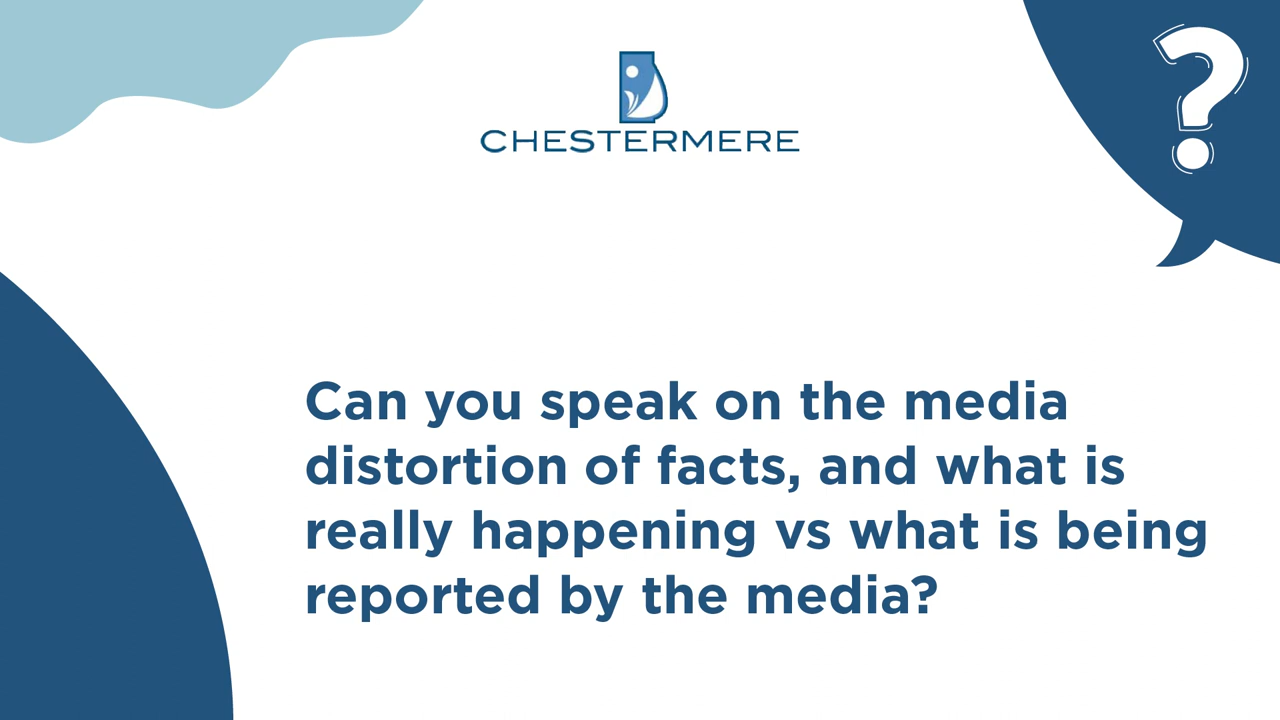 CHESTERMERE
?
Can you speak on the media
distortion of facts, and what is
really happening vs what is being
reported by the media?